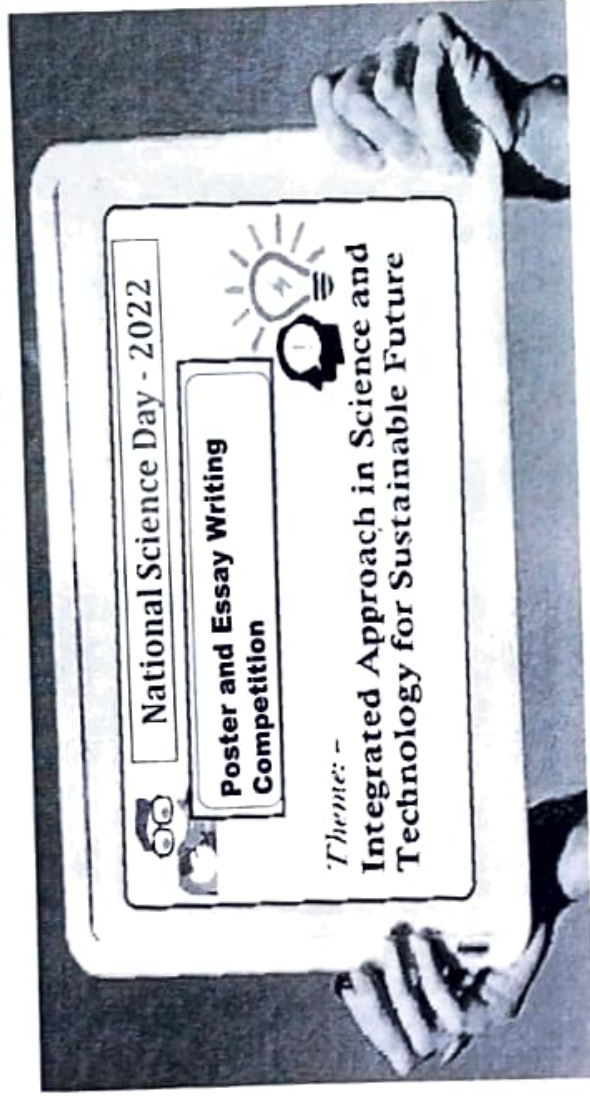 National Science Day - 2022
Poster and Essay Writing
Competition
Theme: -
Integrated Approach in Science and
Technology for Sustainable Future